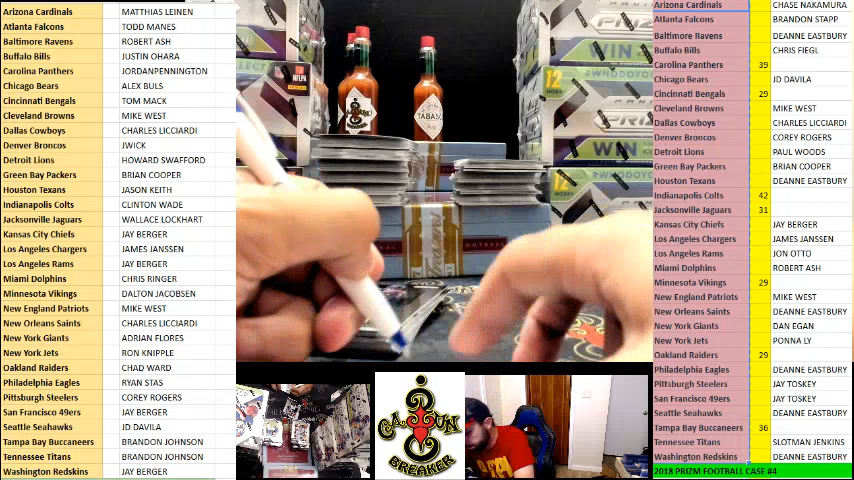 Arizona Cardinals MATTHIAS LEINEN
Atlanta Falcons TODD MANES
Baltimore Ravens ROBERT ASH
Buffalo Bills JUSTIN OHARA
Carolina Panthers JORDANPENNINGTON
Chicago Bears ALEX BULS
Cincinnati Bengals TOM MACK
Cleveland Browns MIKE WEST
Dallas Cowboys CHARLES LICCIARDI
Denver Broncos JWICK
Detroit Lions HOWARD SWAFFORD
Green Bay Packers BRIAN COOPER
Houston Texans JASON KEITH
Indianapolis Colts CLINTON WADE
Jacksonville Jaguars WALLACE LOCKHART
Kansas City Chiefs JAY BERGER
Los Angeles Chargers JAMES JANSSEN
Los Angeles Rams JAY BERGER
Miami Dolphins CHRIS RINGER
Minnesota Vikings DALTON JACOBSEN
New England Patriots MIKE WEST
New Orleans Saints CHARLES LICCIARDI
New York Giants ADRIAN FLORES
New York Jets RON KNIPPLE
Oakland Raiders CHAD WARD
Philadelphia Eagles RYAN STAS
Pittsburgh Steelers COREY ROGERS
San Francisco 49ers JAY BERGER
Seattle Seahawks JD DAVILA
Tampa Bay Buccaneers BRANDON JOHNSON
Tennessee Titans BRANDON JOHNSON
Washington Redskins JAY BERGER
TABASCO
WIN
12
#WHODOYOU
WIN
12
CAJUN
BREAKER
Arizona Cardinals CHASE NAKAMURA
Atlanta Falcons BRANDON STAPP
Baltimore Ravens DEANNE EASTBURY
Buffalo Bills CHRIS FIEGL
Carolina Panthers 39
Chicago Bears JD DAVILA
Cincinnati Bengals 29
Cleveland Browns MIKE WEST
Dallas Cowboys CHARLES LICCIARDI
Denver Broncos COREY ROGERS
Detroit Lions PAUL WOODS
Green Bay Packers BRIAN COOPER
Houston Texans DEANNE EASTBURY
Indianapolis Colts 42
Jacksonville Jaguars 31
Kansas City Chiefs JAY BERGER
Los Angeles Chargers JAMES JANSSEN
Los Angeles Rams JON OTTO
Miami Dolphins ROBERT ASH
Minnesota Vikings 29
New England Patriots MIKE WEST
New Orleans Saints DEANNE EASTBURY
New York Giants DAN EGAN
New York Jets PONNA LY
Oakland Raiders 29
Philadelphia Eagles DEANNE EASTBURY
Pittsburgh Steelers JAY TOSKEY
San Francisco 49ers JAY TOSKEY
Seattle Seahawks DEANNE EASTBURY
Tampa Bay Buccaneers 36
Tennessee Titans SLOTMAN JENKINS
Washington Redskins DEANNE EASTBURY
2018 PRIZM FOOTBALL CASE #4